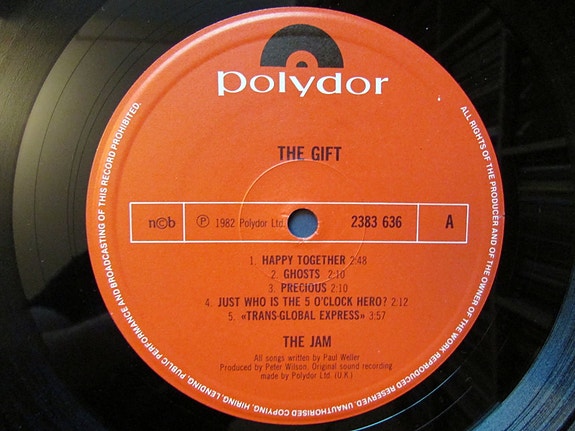 polydor
THE GIFT
n©b
Ⓟ 1982 Polydor Ltd.
2383 636
A
1. HAPPY TOGETHER 2:48
2. GHOSTS 2:10
3. PRECIOUS 2:10
4. JUST WHO IS THE 5 O'CLOCK HERO? 2:12
5. «TRANS-GLOBAL EXPRESS» 3:57
THE JAM
All songs written by Paul Weller
Produced by Peter Wilson. Original sound recording
made by Polydor Ltd. (U.K.)
ALL RIGHTS OF THE PRODUCER AND OF THE OWNER OF THE WORK REPRODUCED RESERVED. UNAUTHORISED COPYING, HIRING, LENDING, PUBLIC PERFORMANCE AND BROADCASTING OF THIS RECORD PROHIBITED.